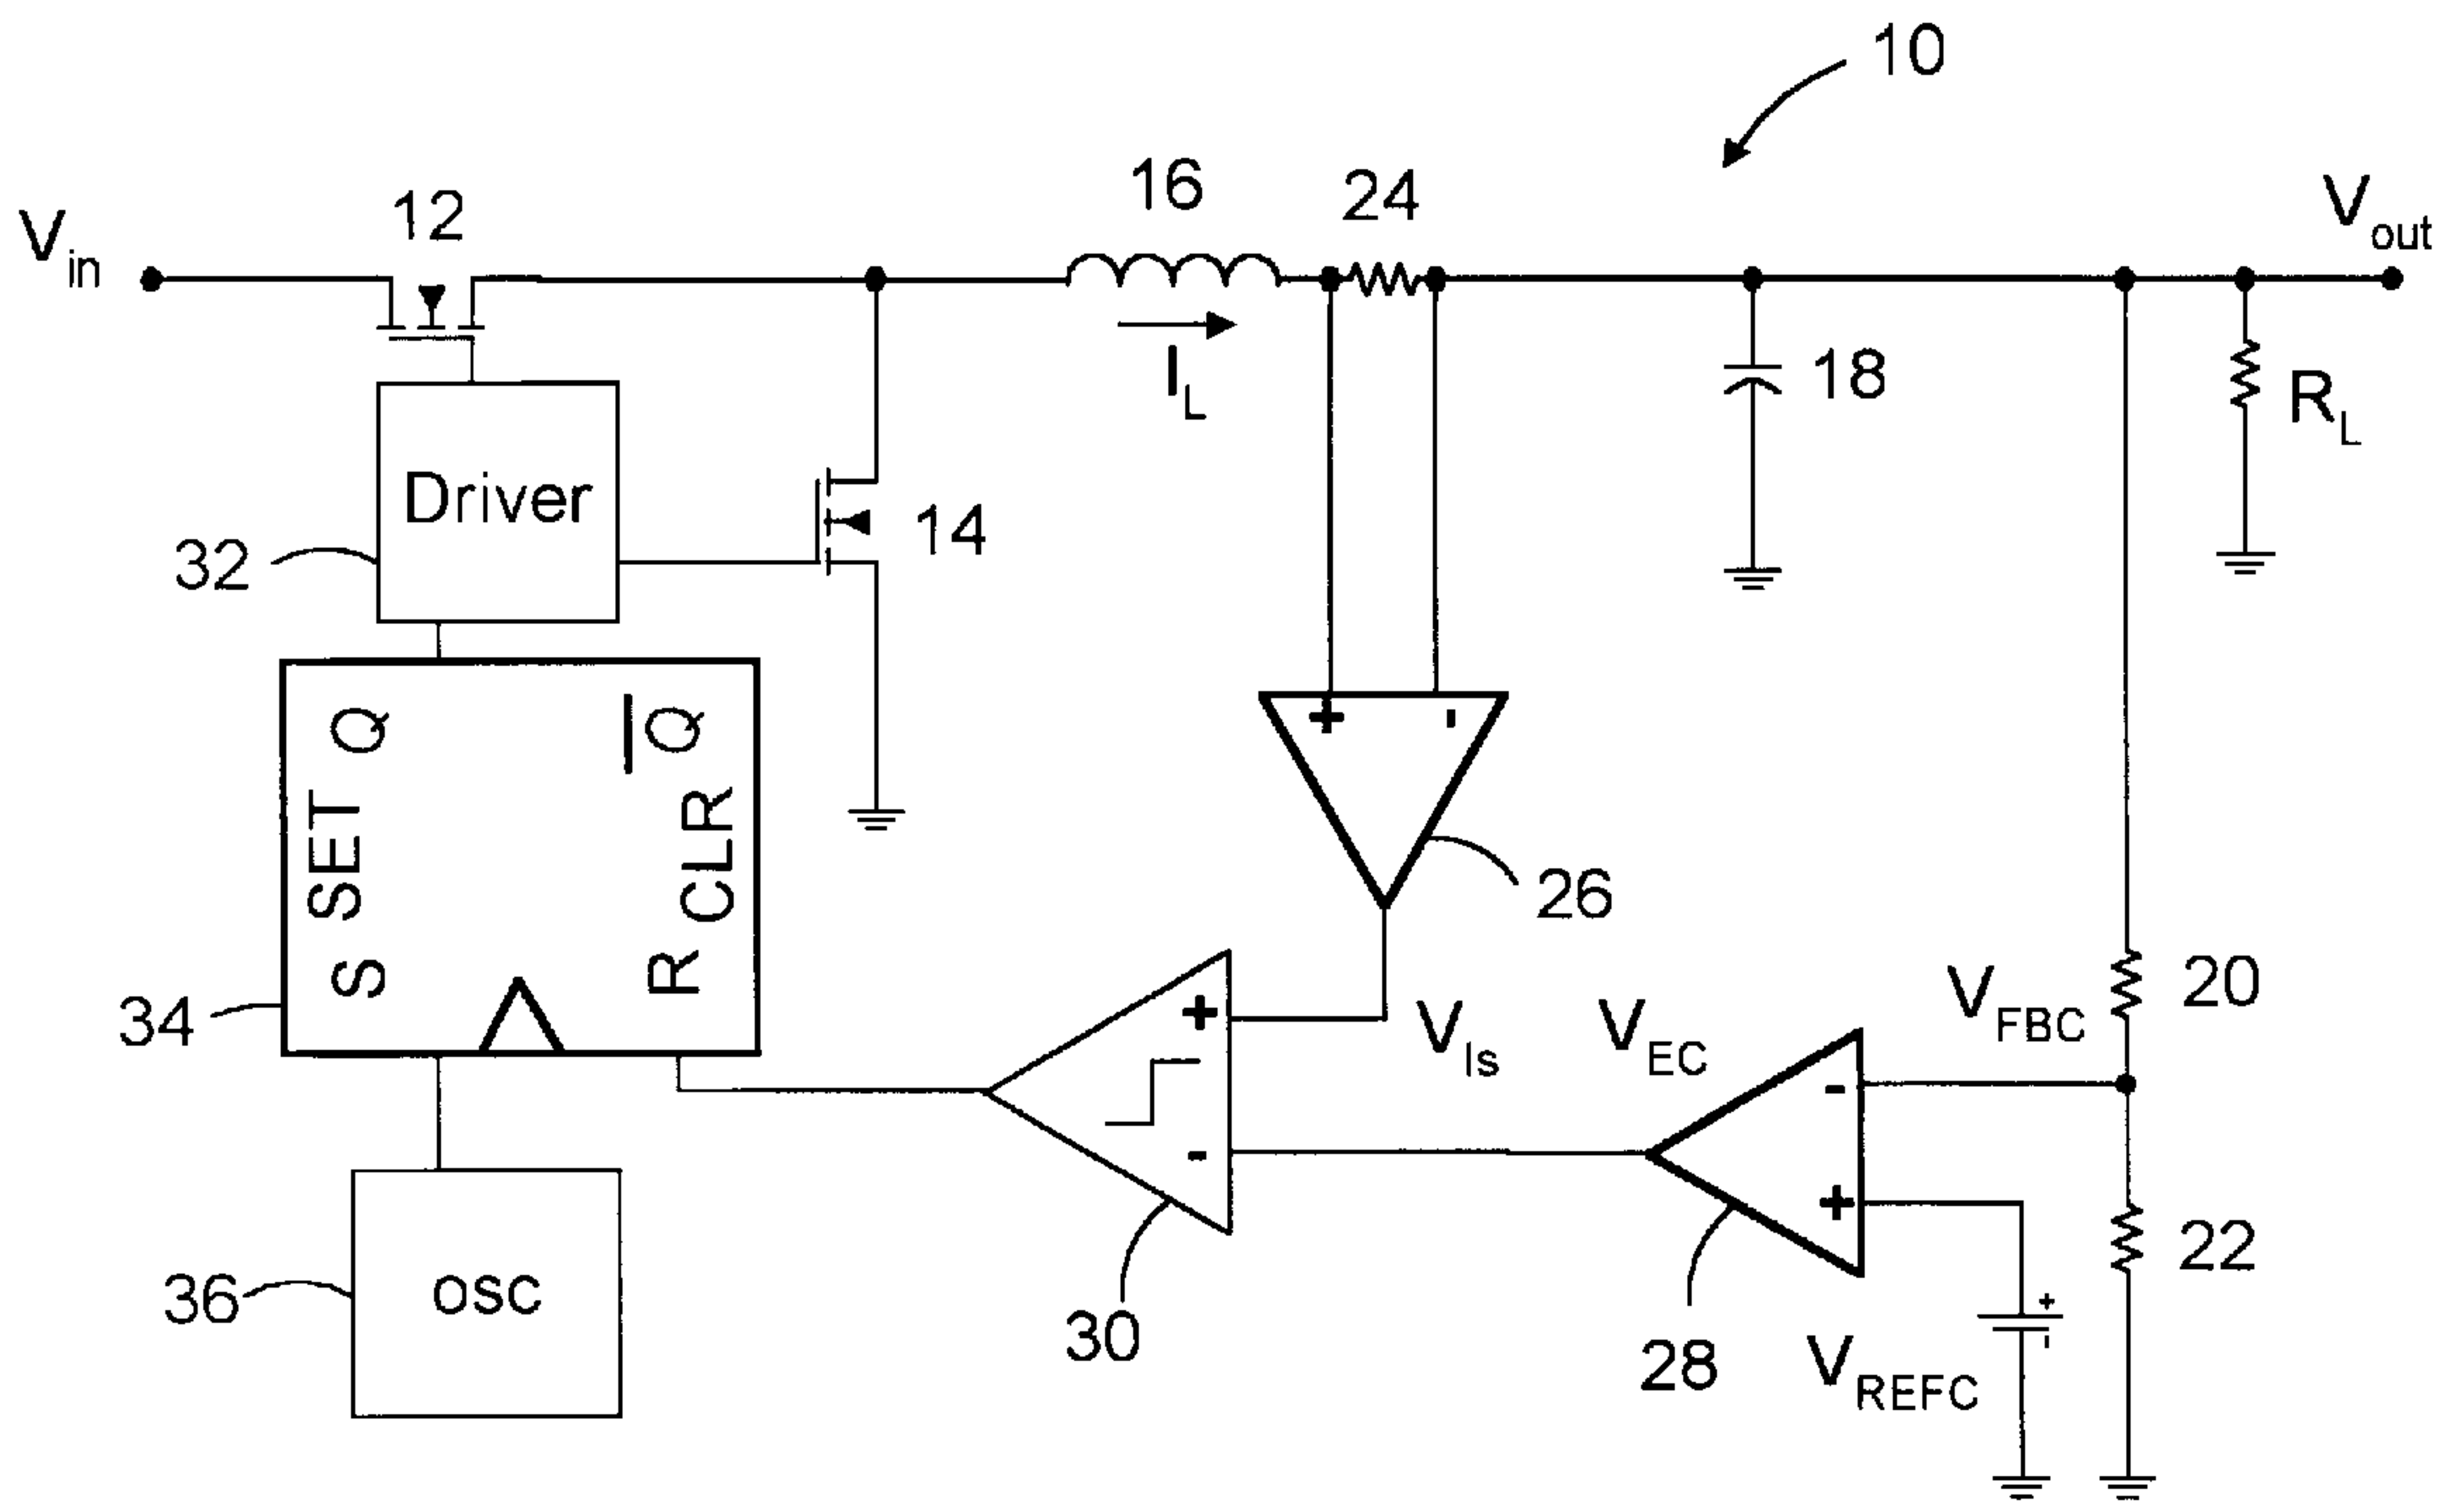 10
16
24
12
V_in
V_out
I_L
18
R_L
Driver
14
32
Q
Q̅
SET
CLR
S
R
+
-
26
34
+
V_Is
V_EC
V_FBC
20
-
-
+
36
osc
30
28
V_REFC
+
-
22